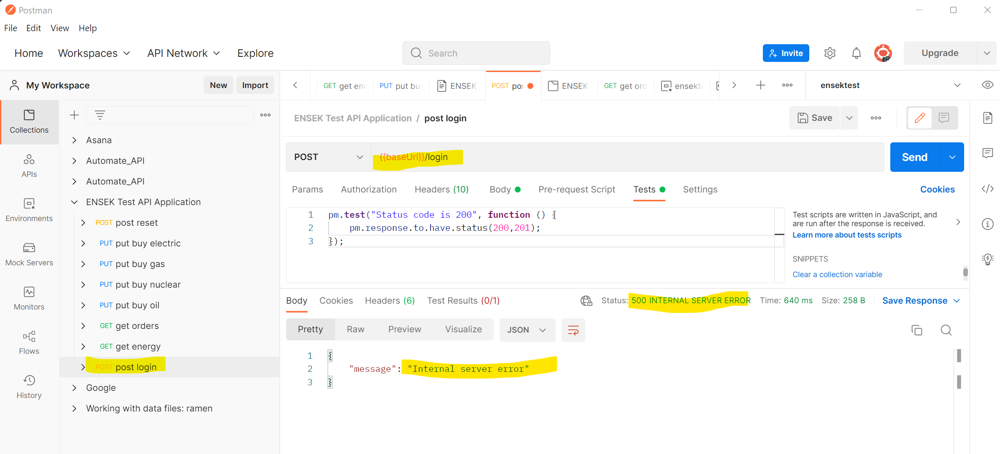 Postman
File Edit View Help
Home Workspaces API Network Explore Search Invite Upgrade
My Workspace New Import
GET get ene PUT put buy ENSEK POST pos ENSEK GET get ord ensekt ensektest
Collections
APIs
Environments
Mock Servers
Monitors
Flows
History
Asana
Automate_API
Automate_API
ENSEK Test API Application
POST post reset
PUT put buy electric
PUT put buy gas
PUT put buy nuclear
PUT put buy oil
GET get orders
GET get energy
POST post login
Google
Working with data files: ramen
ENSEK Test API Application / post login Save
POST {{baseUrl}}/login Send
Params Authorization Headers (10) Body Pre-request Script Tests Settings Cookies
1 pm.test("Status code is 200", function () {
2 pm.response.to.have.status(200,201);
3 });
Test scripts are written in JavaScript, and
are run after the response is received.
Learn more about tests scripts
SNIPPETS
Clear a collection variable
Body Cookies Headers (6) Test Results (0/1) Status: 500 INTERNAL SERVER ERROR Time: 640 ms Size: 258 B Save Response
Pretty Raw Preview Visualize JSON
1 {
2 "message": "Internal server error"
3 }